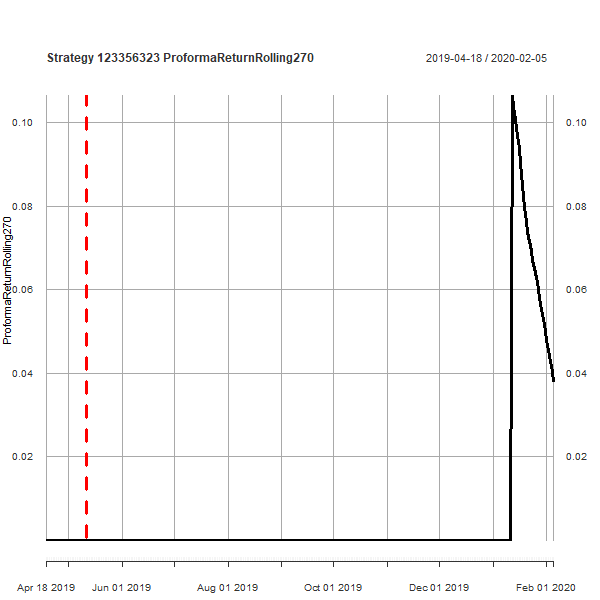 Strategy 123356323 ProformaReturnRolling270
2019-04-18 / 2020-02-05
ProformaReturnRolling270
0.10
0.08
0.06
0.04
0.02
0.10
0.08
0.06
0.04
0.02
Apr 18 2019
Jun 01 2019
Aug 01 2019
Oct 01 2019
Dec 01 2019
Feb 01 2020